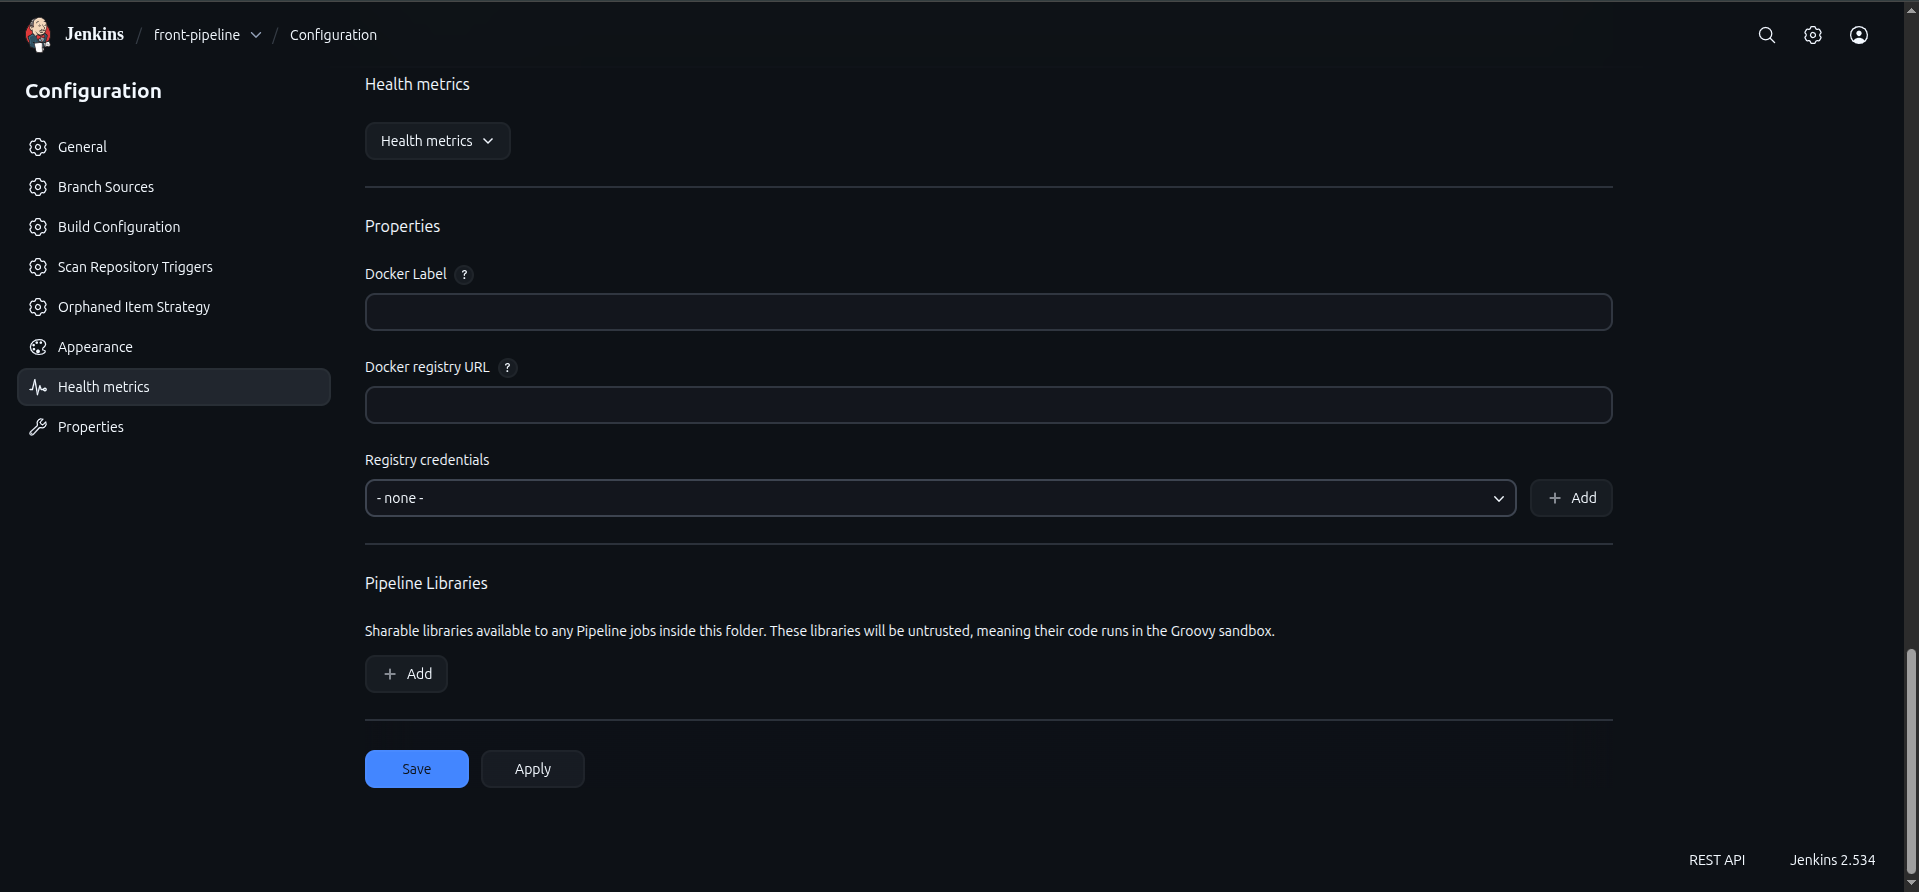 Jenkins / front-pipeline / Configuration
Configuration
General
Branch Sources
Build Configuration
Scan Repository Triggers
Orphaned Item Strategy
Appearance
Health metrics
Properties
Health metrics
Health metrics
Properties
Docker Label ?
Docker registry URL ?
Registry credentials
- none -
+ Add
Pipeline Libraries
Sharable libraries available to any Pipeline jobs inside this folder. These libraries will be untrusted, meaning their code runs in the Groovy sandbox.
+ Add
Save Apply
REST API Jenkins 2.534